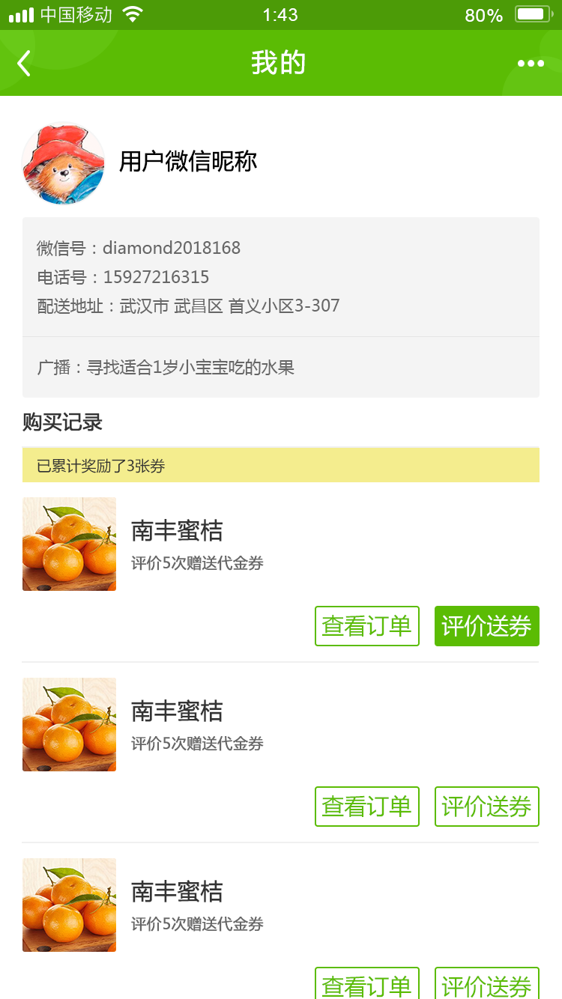 中国移动 1:43 80%
我的
用户微信昵称
微信号：diamond2018168
电话号：15927216315
配送地址：武汉市 武昌区 首义小区3-307
广播：寻找适合1岁小宝宝吃的水果
购买记录
已累计奖励了3张券
南丰蜜桔
评价5次赠送代金券
查看订单 评价送券
南丰蜜桔
评价5次赠送代金券
查看订单 评价送券
南丰蜜桔
评价5次赠送代金券
查看订单 评价送券